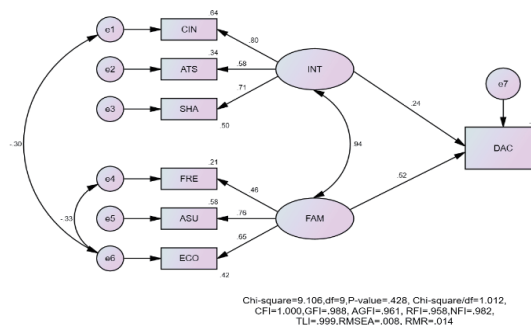 .64
e1
CIN
.80
.34
e2
ATS
.58
INT
.71
e3
SHA
.50
e7
.24
-.30
.94
DAC
.21
e4
FRE
.46
.52
.58
-.33
e5
ASU
.76
FAM
.65
e6
ECO
.42
Chi-square=9.106,df=9,P-value=.428, Chi-square/df=1.012,
CFI=1.000,GFI=.988, AGFI=.961, RFI=.958,NFI=.982,
TLI=.999,RMSEA=.008, RMR=.014